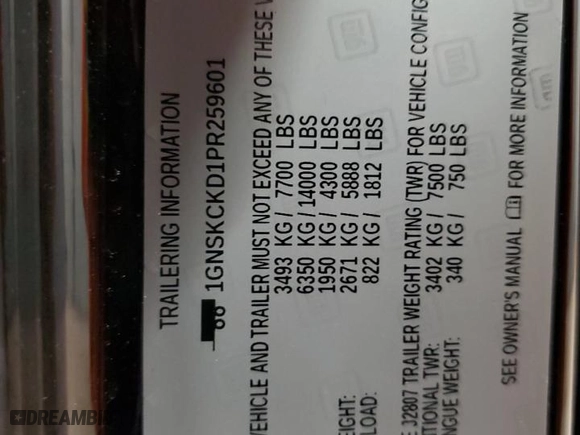 TRAILERING INFORMATION
1GNSKCKD1PR259601
VEHICLE AND TRAILER MUST NOT EXCEED ANY OF THESE V
3493 KG / 7700 LBS
6350 KG / 14000 LBS
1950 KG / 4300 LBS
IGHT: 2671 KG / 5888 LBS
LOAD: 822 KG / 1812 LBS
E 32807 TRAILER WEIGHT RATING (TWR) FOR VEHICLE CONFIG
TIONAL TWR: 3402 KG / 7500 LBS
NGUE WEIGHT: 340 KG / 750 LBS
SEE OWNER'S MANUAL FOR MORE INFORMATION
gm
DREAMBI